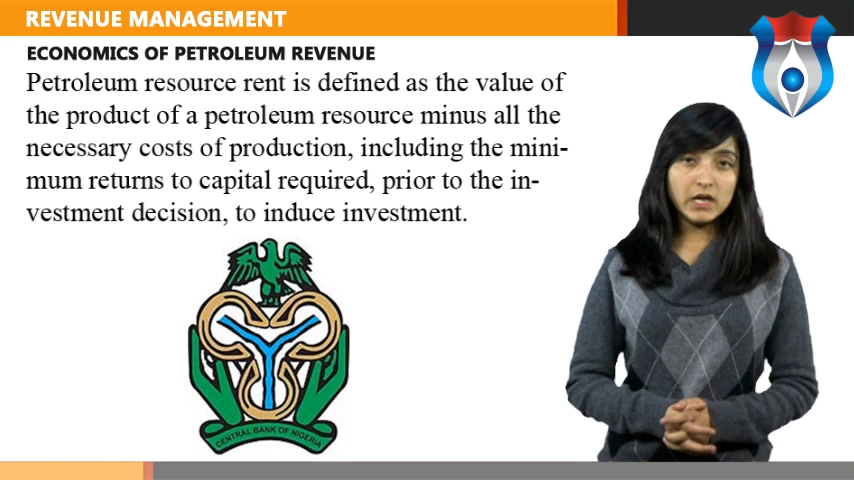 REVENUE MANAGEMENT
ECONOMICS OF PETROLEUM REVENUE
Petroleum resource rent is defined as the value of
the product of a petroleum resource minus all the
necessary costs of production, including the mini-
mum returns to capital required, prior to the in-
vestment decision, to induce investment.
CENTRAL BANK OF NIGERIA